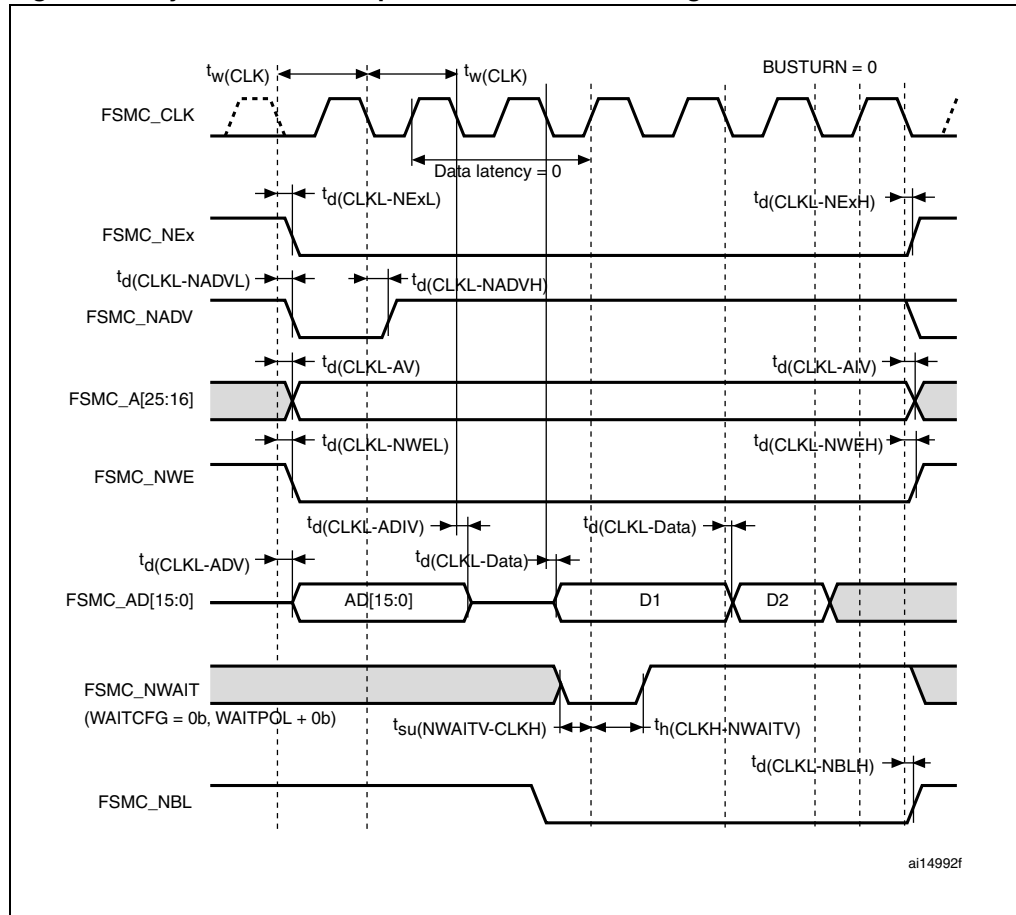 tw(CLK) tw(CLK) BUSTURN = 0
FSMC_CLK
Data latency = 0
td(CLKL-NExL) td(CLKL-NExH)
FSMC_NEx
td(CLKL-NADVL) td(CLKL-NADVH)
FSMC_NADV
td(CLKL-AV) td(CLKL-AIV)
FSMC_A[25:16]
td(CLKL-NWEL) td(CLKL-NWEH)
FSMC_NWE
td(CLKL-ADIV) td(CLKL-Data)
td(CLKL-ADV) td(CLKL-Data)
FSMC_AD[15:0] AD[15:0] D1 D2
FSMC_NWAIT
(WAITCFG = 0b, WAITPOL + 0b)
tsu(NWAITV-CLKH) th(CLKH-NWAITV)
td(CLKL-NBLH)
FSMC_NBL
ai14992f